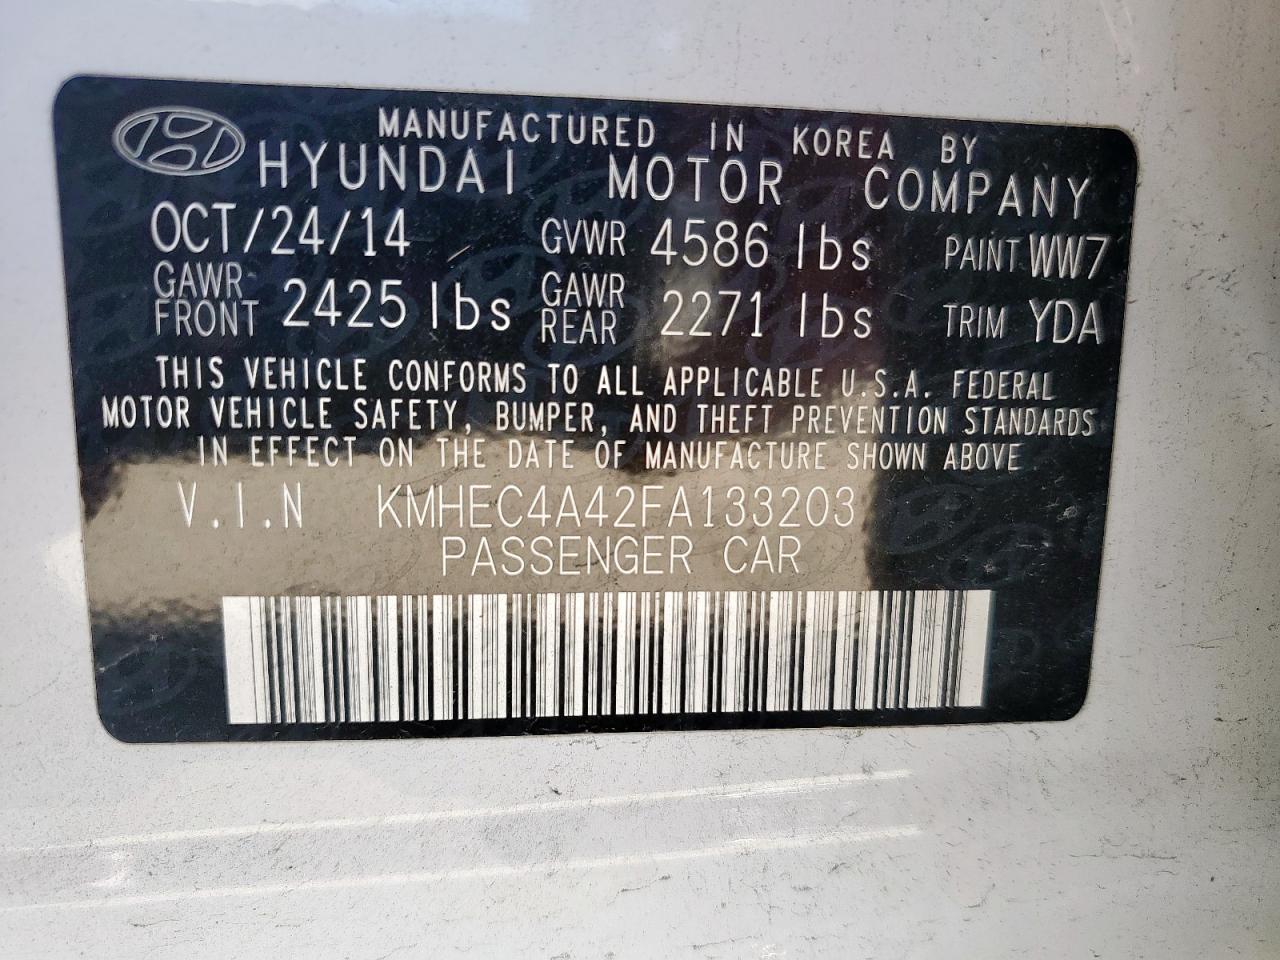 MANUFACTURED IN KOREA BY
HYUNDAI MOTOR COMPANY
OCT/24/14 GVWR 4586 lbs PAINT WW7
GAWR FRONT 2425 lbs GAWR REAR 2271 lbs TRIM YDA
THIS VEHICLE CONFORMS TO ALL APPLICABLE U.S.A. FEDERAL
MOTOR VEHICLE SAFETY, BUMPER, AND THEFT PREVENTION STANDARDS
IN EFFECT ON THE DATE OF MANUFACTURE SHOWN ABOVE
V.I.N KMHEC4A42FA133203
PASSENGER CAR